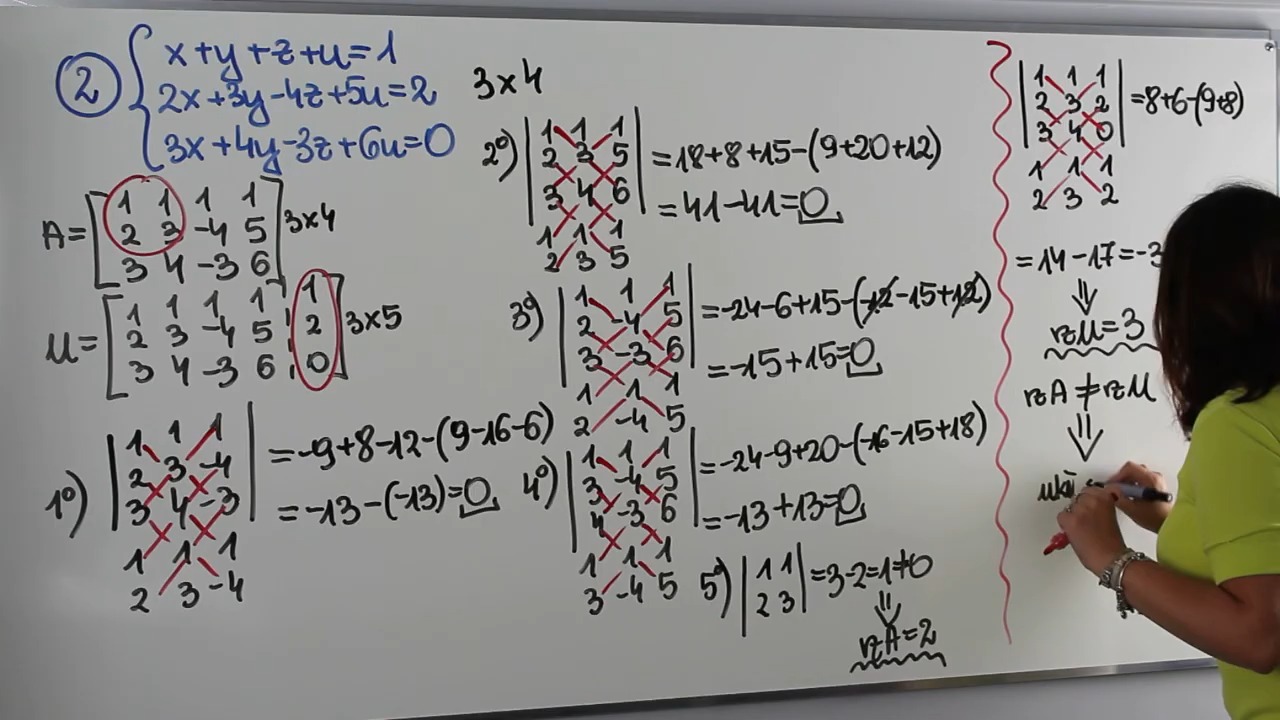 2 x+y+z+u=1
2x+3y-4z+5u=2
3x+4y-3z+6u=0
3x4
A= 1 1 1 1
2 3 -4 5
3 4 -3 6
3x4
U= 1 1 1 1 1
2 3 -4 5 2
3 4 -3 6 0
3x5
1°) 1 1 1
2 3 -4
3 4 -3
1 1 1
2 3 -4
=-9+8-12-(9-16-6)
=-13-(-13)=0
2°) 1 1 1
2 3 5
3 4 6
1 1 1
2 3 5
=18+8+15-(9+20+12)
=41-41=0
3°) 1 1 1
2 -4 5
3 -3 6
1 1 1
2 -4 5
=-24-6+15-(-12-15+12)
=-15+15=0
4°) 1 1 1
3 -4 5
4 -3 6
1 1 1
3 -4 5
=-24-9+20-(-16-15+18)
=-13+13=0
5°) 1 1
2 3
=3-2=1≠0
⇓
rzA=2
1 1 1
2 3 2
3 4 0
1 1 1
2 3 2
=8+6-(9+8)
=14-17=-3
⇓
rzU=3
rzA≠rzU
⇓